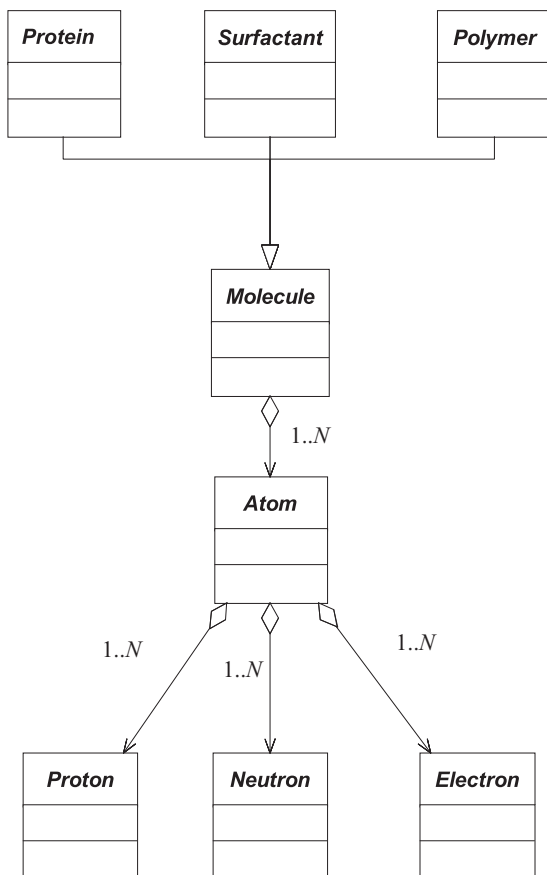 Protein
Surfactant
Polymer
Molecule
1..N
Atom
1..N
1..N
1..N
Proton
Neutron
Electron